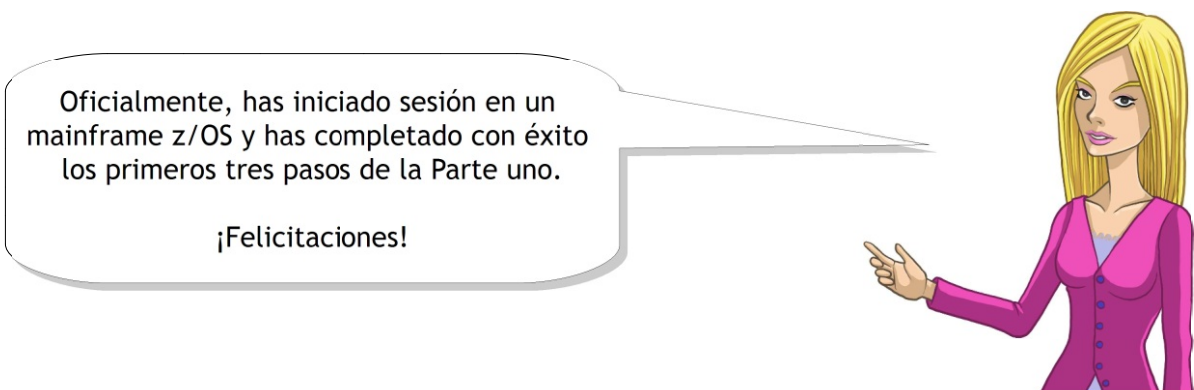 Oficialmente, has iniciado sesión en un
mainframe z/OS y has completado con éxito
los primeros tres pasos de la Parte uno.
¡Felicitaciones!